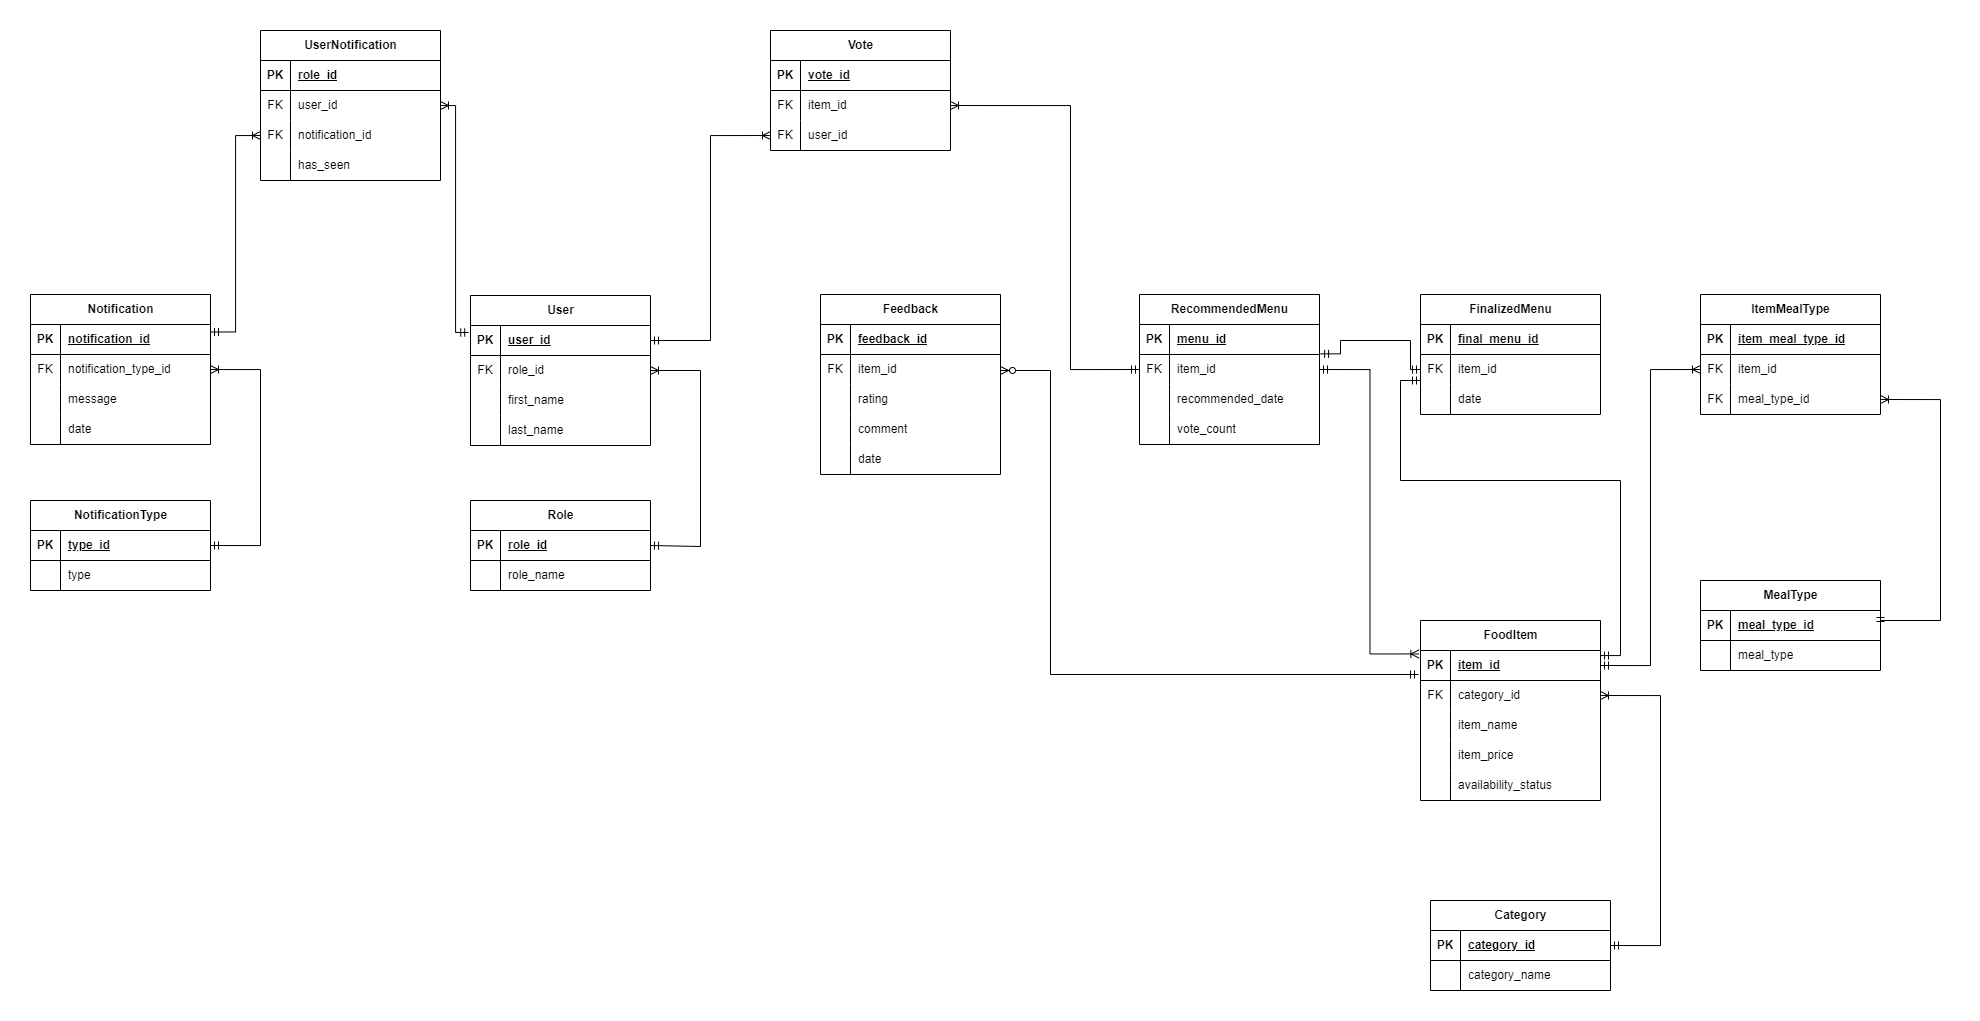 UserNotification
PK role_id
FK user_id
FK notification_id
has_seen
Vote
PK vote_id
FK item_id
FK user_id
Notification
PK notification_id
FK notification_type_id
message
date
User
PK user_id
FK role_id
first_name
last_name
Feedback
PK feedback_id
FK item_id
rating
comment
date
RecommendedMenu
PK menu_id
FK item_id
recommended_date
vote_count
FinalizedMenu
PK final_menu_id
FK item_id
date
ItemMealType
PK item_meal_type_id
FK item_id
FK meal_type_id
NotificationType
PK type_id
type
Role
PK role_id
role_name
MealType
PK meal_type_id
meal_type
FoodItem
PK item_id
FK category_id
item_name
item_price
availability_status
Category
PK category_id
category_name